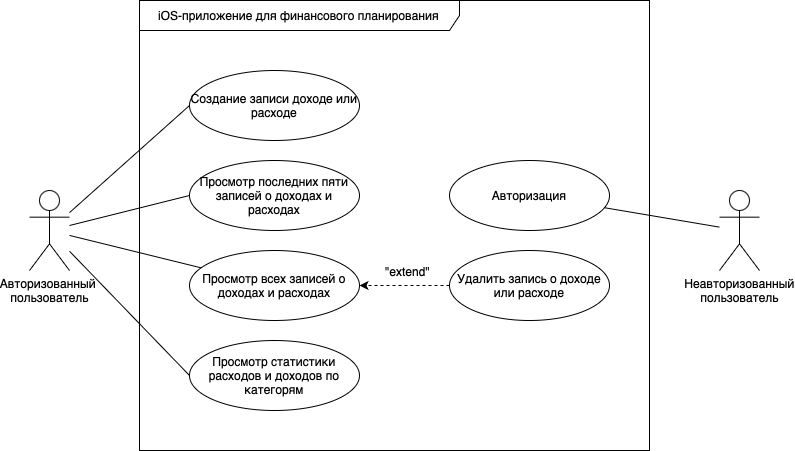 iOS-приложение для финансового планирования
Создание записи доходе или
расходе
Просмотр последних пяти
записей о доходах и
расходах
Авторизация
Авторизованный
пользователь
Просмотр всех записей о
доходах и расходах
"extend"
Удалить запись о доходе
или расходе
Неавторизованный
пользователь
Просмотр статистики
расходов и доходов по
категорям